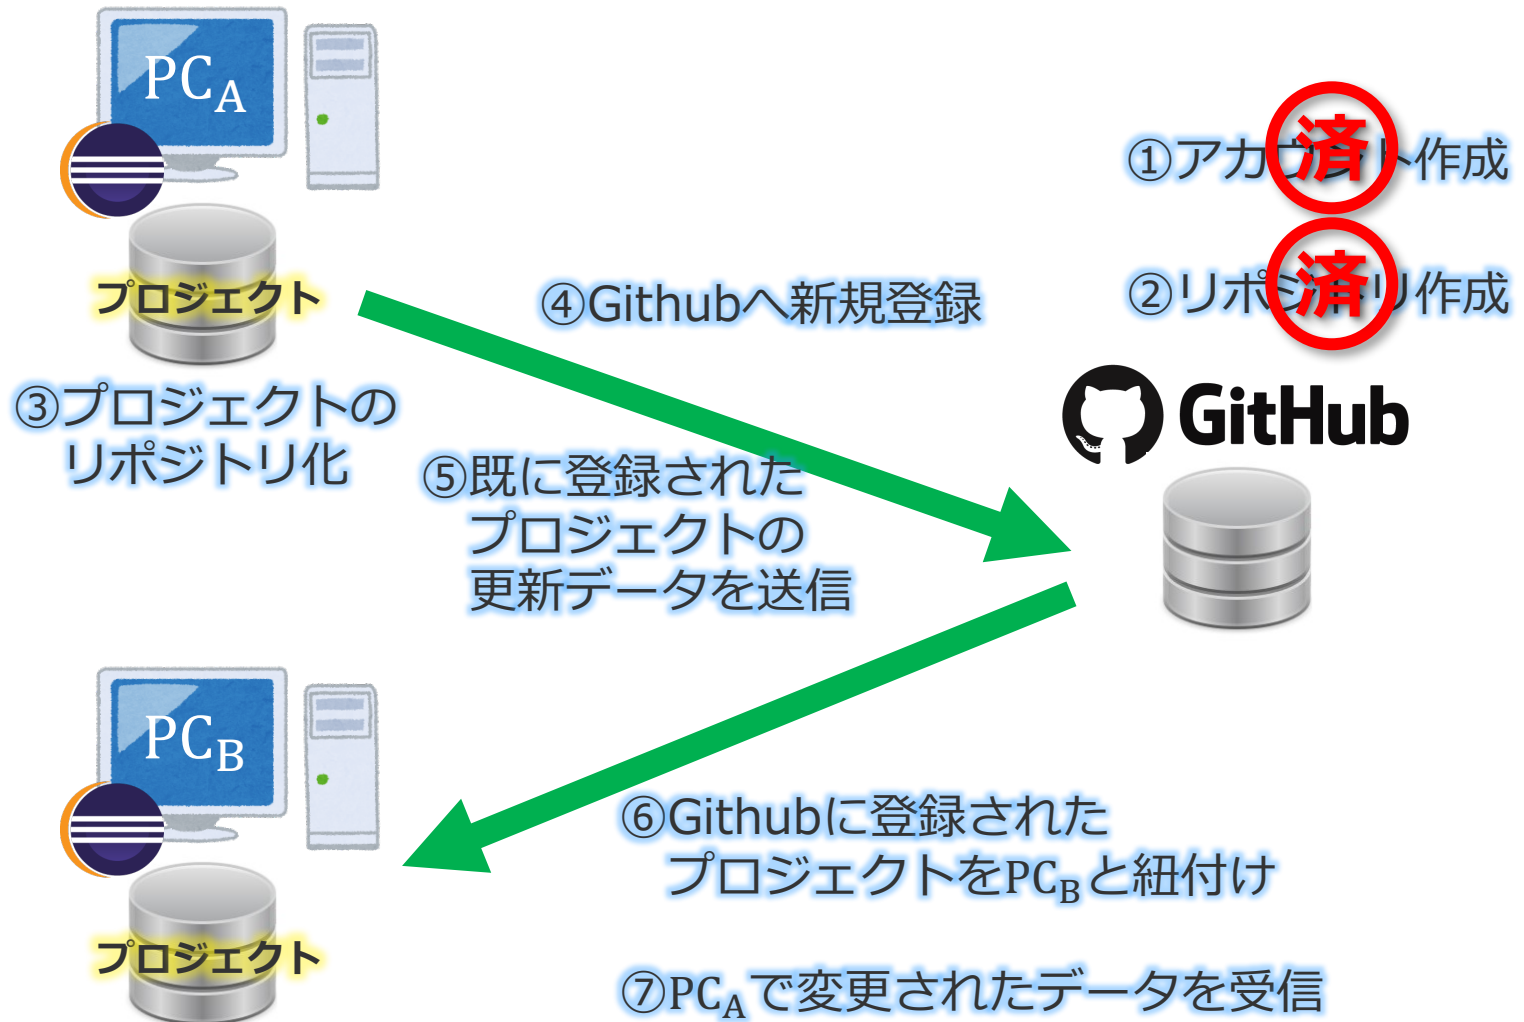 PCA
プロジェクト
③プロジェクトの
リポジトリ化
④Githubへ新規登録
⑤既に登録された
プロジェクトの
更新データを送信
①アカウント作成
済
②リポジトリ作成
済
GitHub
PCB
プロジェクト
⑥Githubに登録された
プロジェクトをPCBと紐付け
⑦PCAで変更されたデータを受信